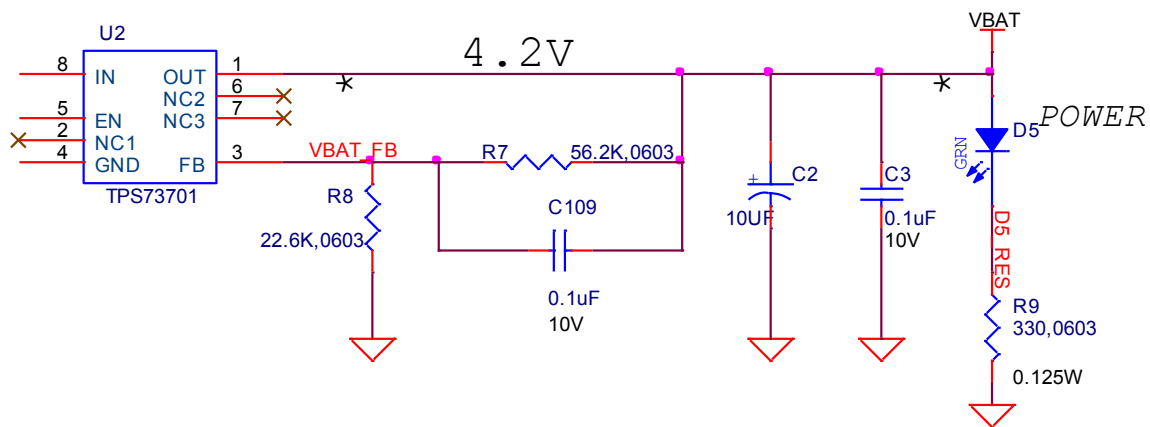 VBAT
U2
4.2V
8
IN
OUT
1
NC2
6
POWER
5
EN
NC3
7
D5
2
NC1
GRN
4
GND
FB
3
VBAT_FB
R7
56.2K,0603
TPS73701
R8
C2
C3
22.6K,0603
C109
+
10UF
0.1uF
10V
D5_RES
0.1uF
10V
R9
330,0603
0.125W